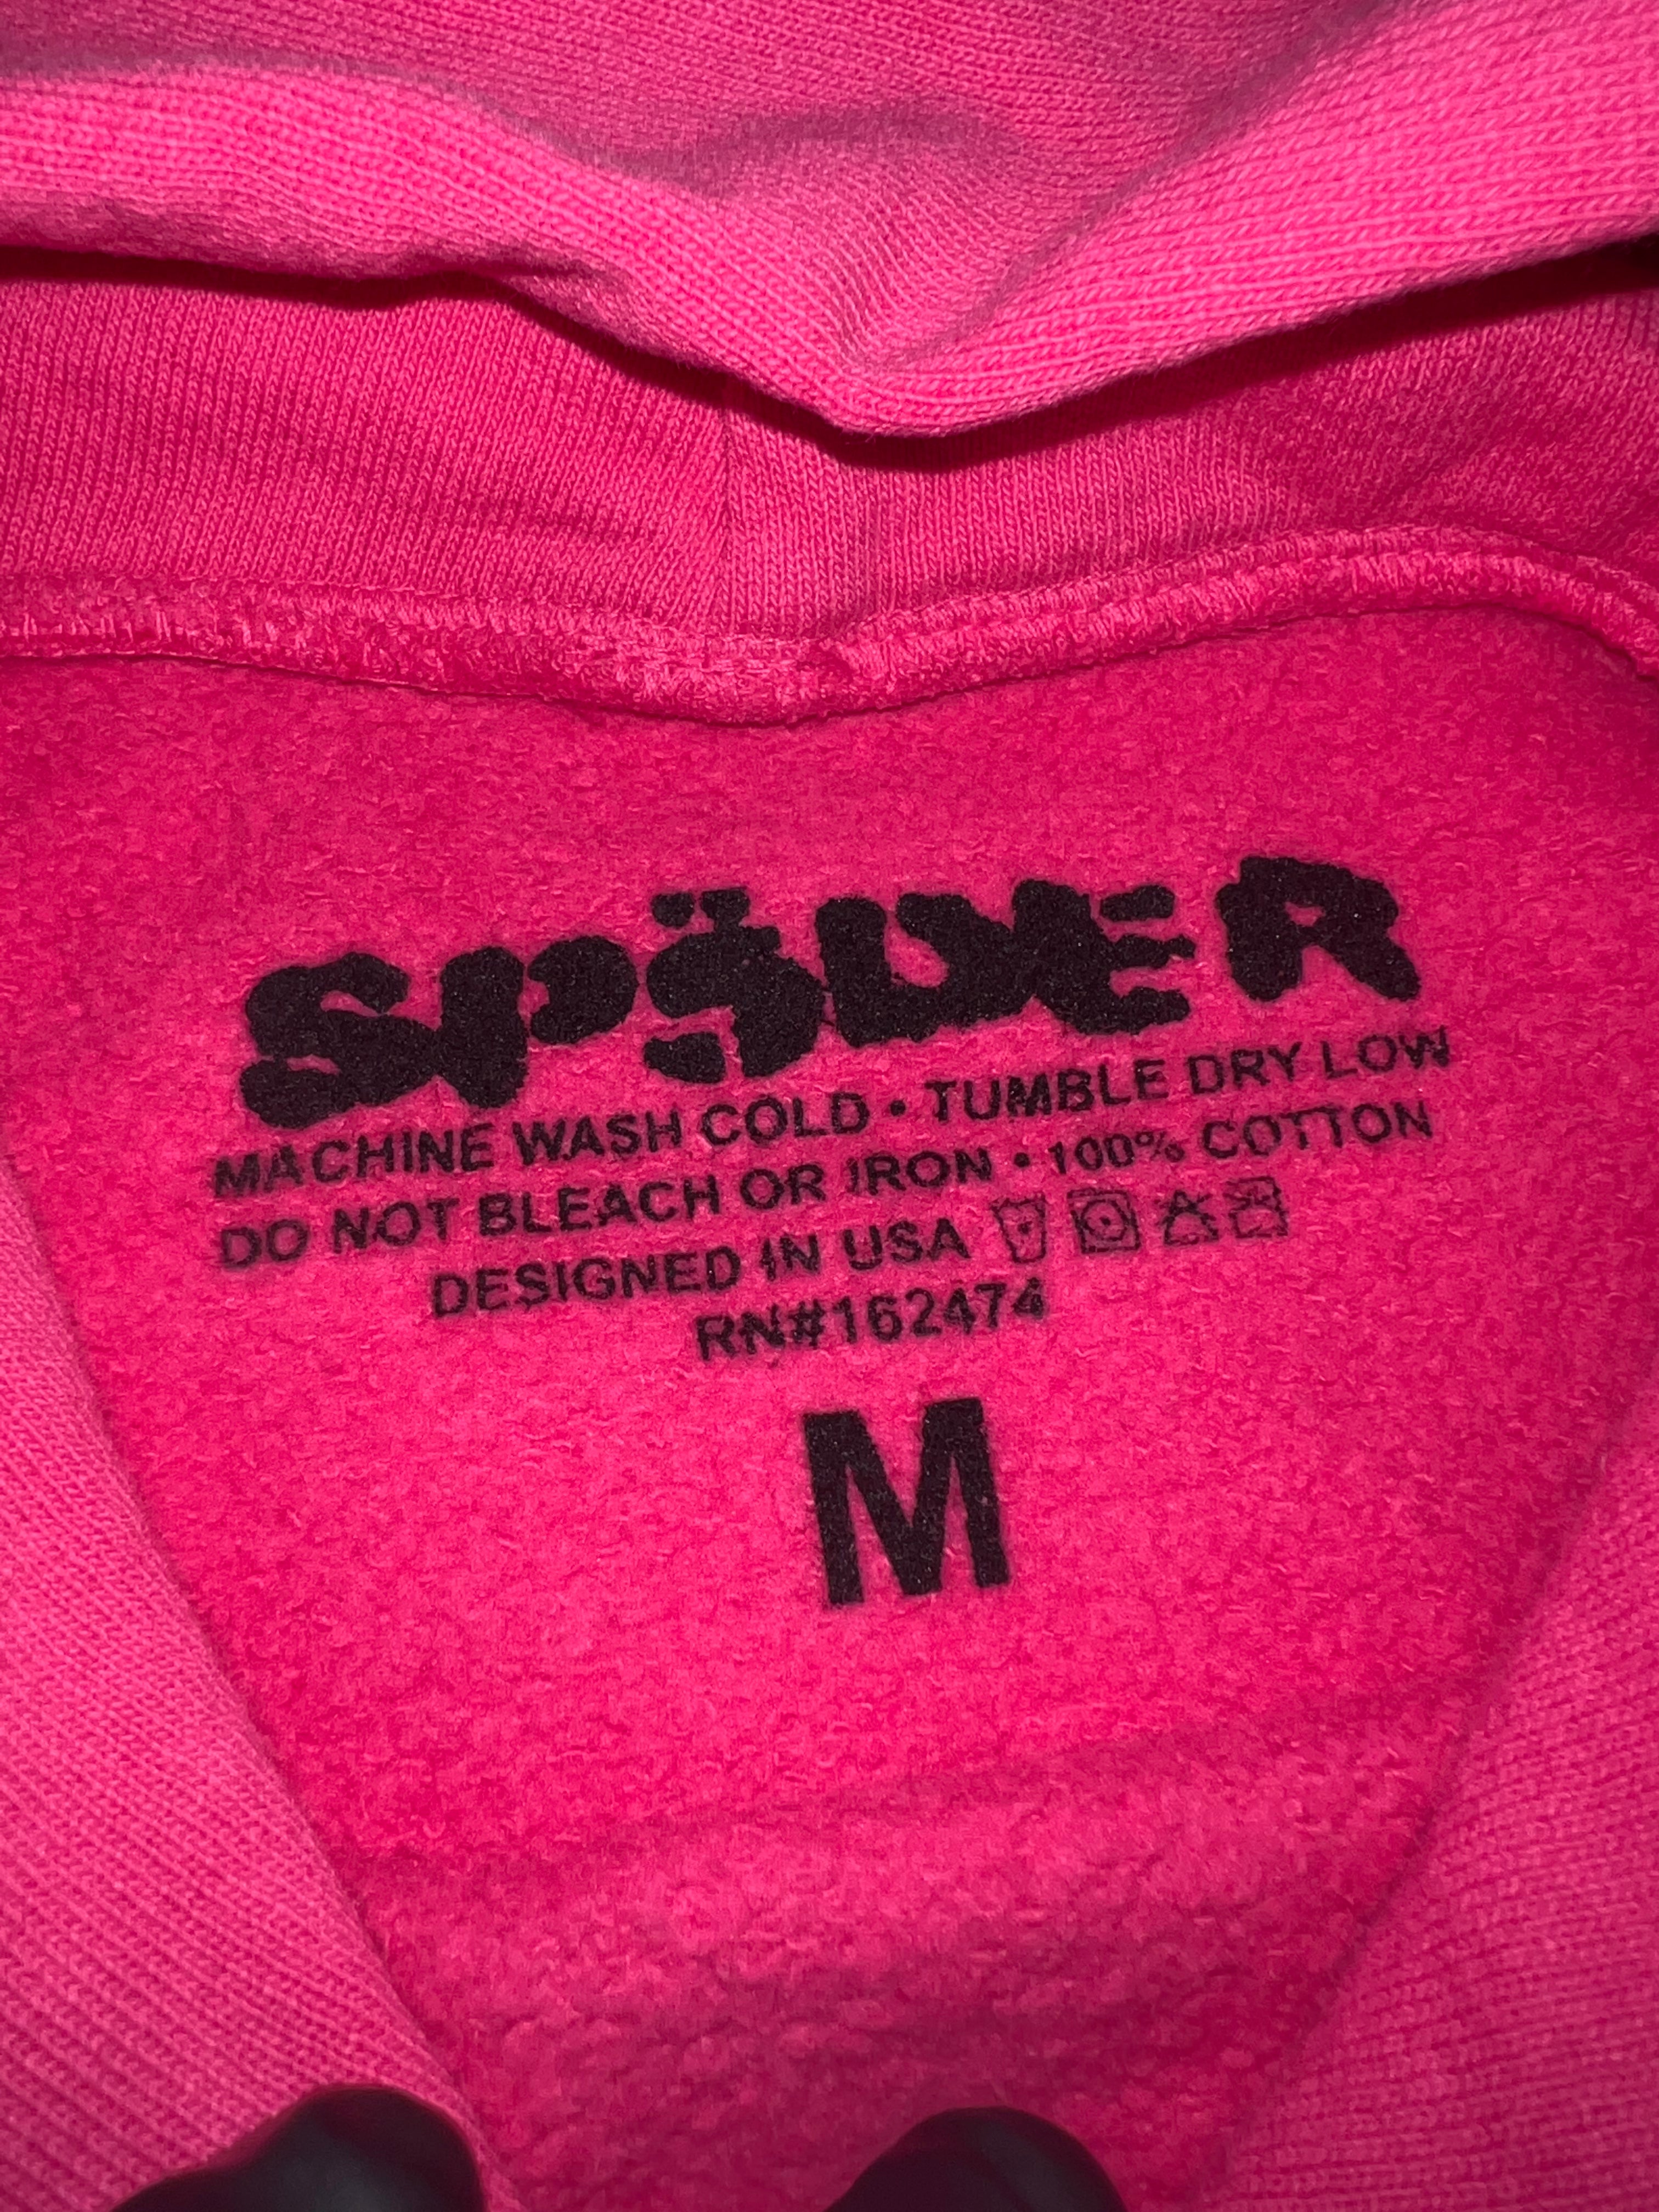 SP5DER
MACHINE WASH COLD • TUMBLE DRY LOW
DO NOT BLEACH OR IRON • 100% COTTON
DESIGNED IN USA
RN#162474
M